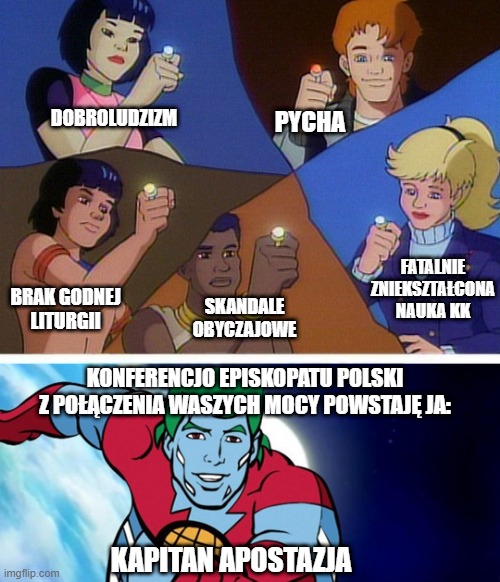 DOBROLUDZIZM
PYCHA
BRAK GODNEJ
LITURGII
SKANDALE
OBYCZAJOWE
FATALNIE
ZNIEKSZTAŁCONA
NAUKA KK
KONFERENCJO EPISKOPATU POLSKI
Z POŁĄCZENIA WASZYCH MOCY POWSTAJĘ JA:
KAPITAN APOSTAZJA
imgflip.com